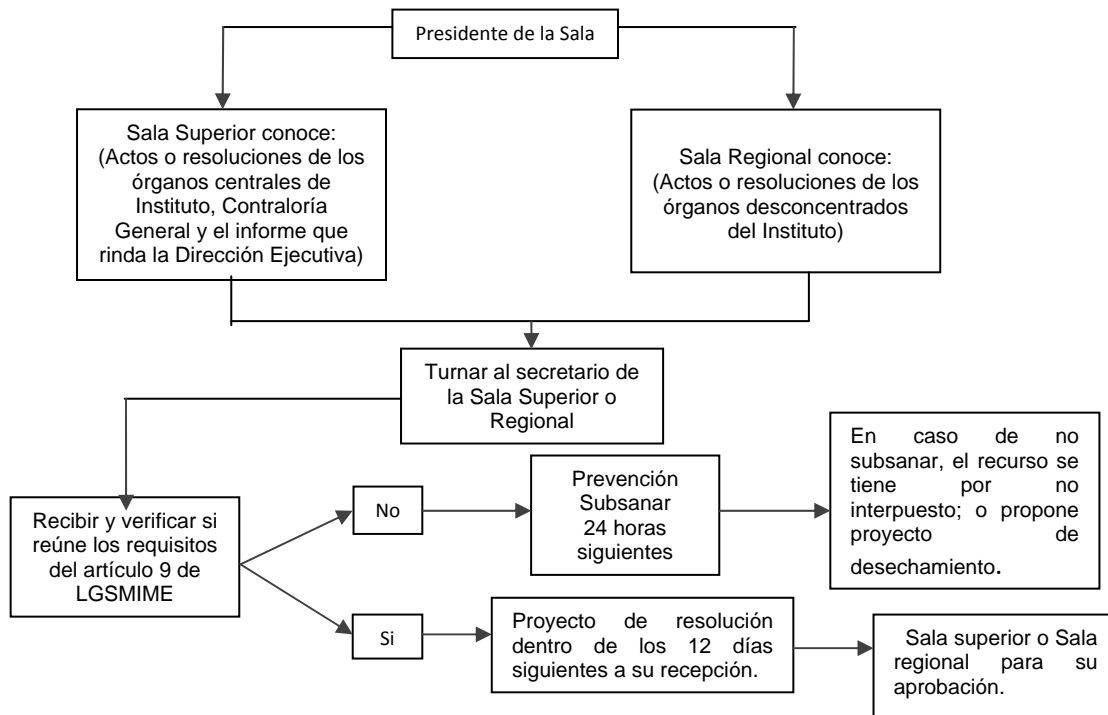 Presidente de la Sala
Sala Superior conoce:
(Actos o resoluciones de los
órganos centrales de
Instituto, Contraloría
General y el informe que
rinda la Dirección Ejecutiva)
Sala Regional conoce:
(Actos o resoluciones de los
órganos desconcentrados
del Instituto)
Turnar al secretario de
la Sala Superior o
Regional
Recibir y verificar si
reúne los requisitos
del artículo 9 de
LGSMIME
No
Prevención
Subsanar
24 horas
siguientes
En caso de no
subsanar, el recurso se
tiene por no
interpuesto; o propone
proyecto de
desechamiento.
Si
Proyecto de resolución
dentro de los 12 días
siguientes a su recepción.
Sala superior o Sala
regional para su
aprobación.